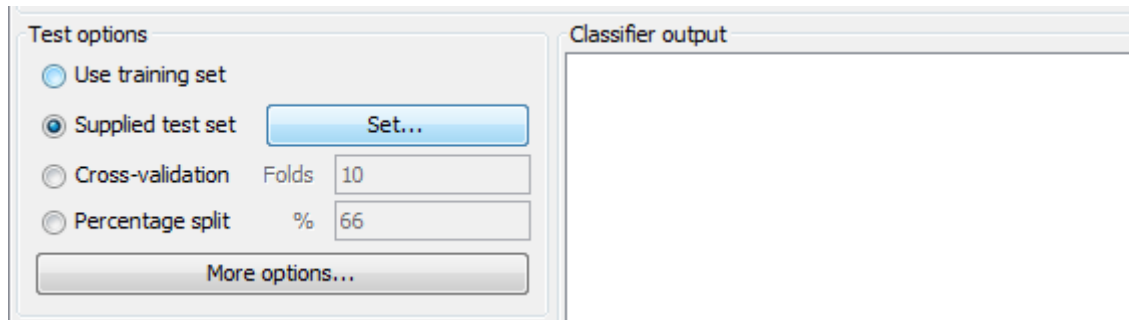 Test options
Use training set
Supplied test set Set...
Cross-validation Folds 10
Percentage split % 66
More options...
Classifier output